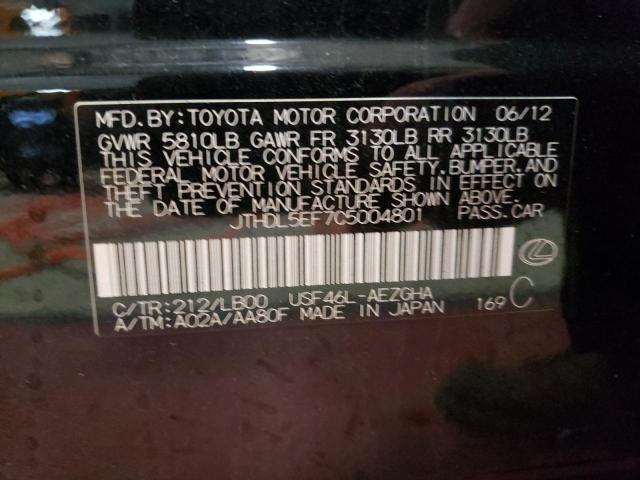 MFD.BY:TOYOTA MOTOR CORPORATION 06/12
GVWR 5810LB GAWR FR 3130LB RR 3130LB
THIS VEHICLE CONFORMS TO ALL APPLICABLE
FEDERAL MOTOR VEHICLE SAFETY,BUMPER,AND
THEFT PREVENTION STANDARDS IN EFFECT ON
THE DATE OF MANUFACTURE SHOWN ABOVE.
JTHDL5EF7C5004801 PASS.CAR
C/TR:212/LB00 USF46L-AEZGHA
A/TM:A02A/AA80F MADE IN JAPAN 169 C